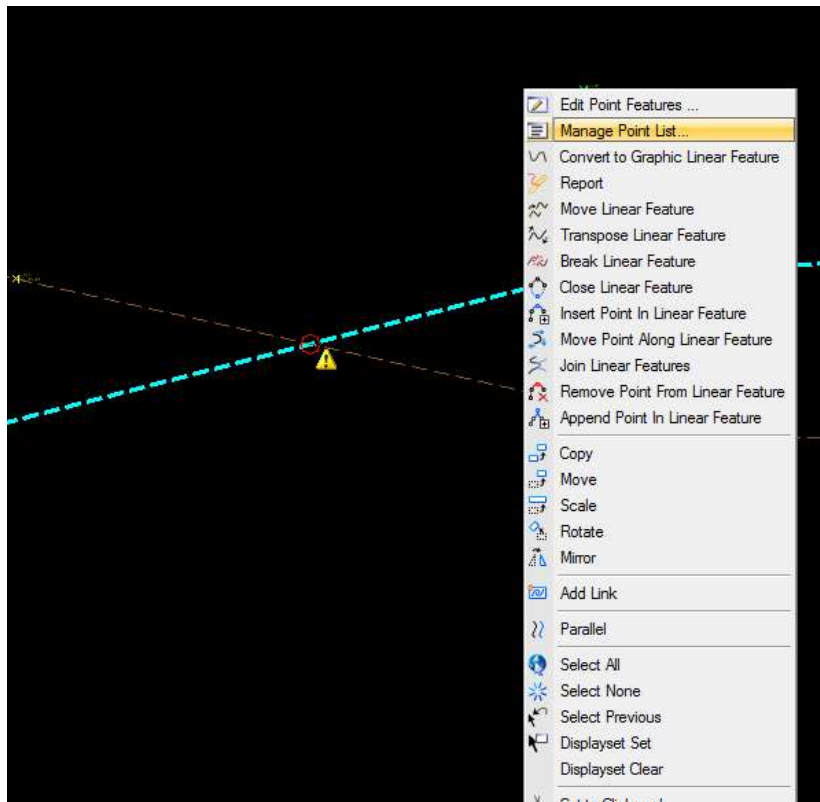 Edit Point Features ...
Manage Point List...
Convert to Graphic Linear Feature
Report
Move Linear Feature
Transpose Linear Feature
Break Linear Feature
Close Linear Feature
Insert Point In Linear Feature
Move Point Along Linear Feature
Join Linear Features
Remove Point From Linear Feature
Append Point In Linear Feature
Copy
Move
Scale
Rotate
Mirror
Add Link
Parallel
Select All
Select None
Select Previous
Displayset Set
Displayset Clear